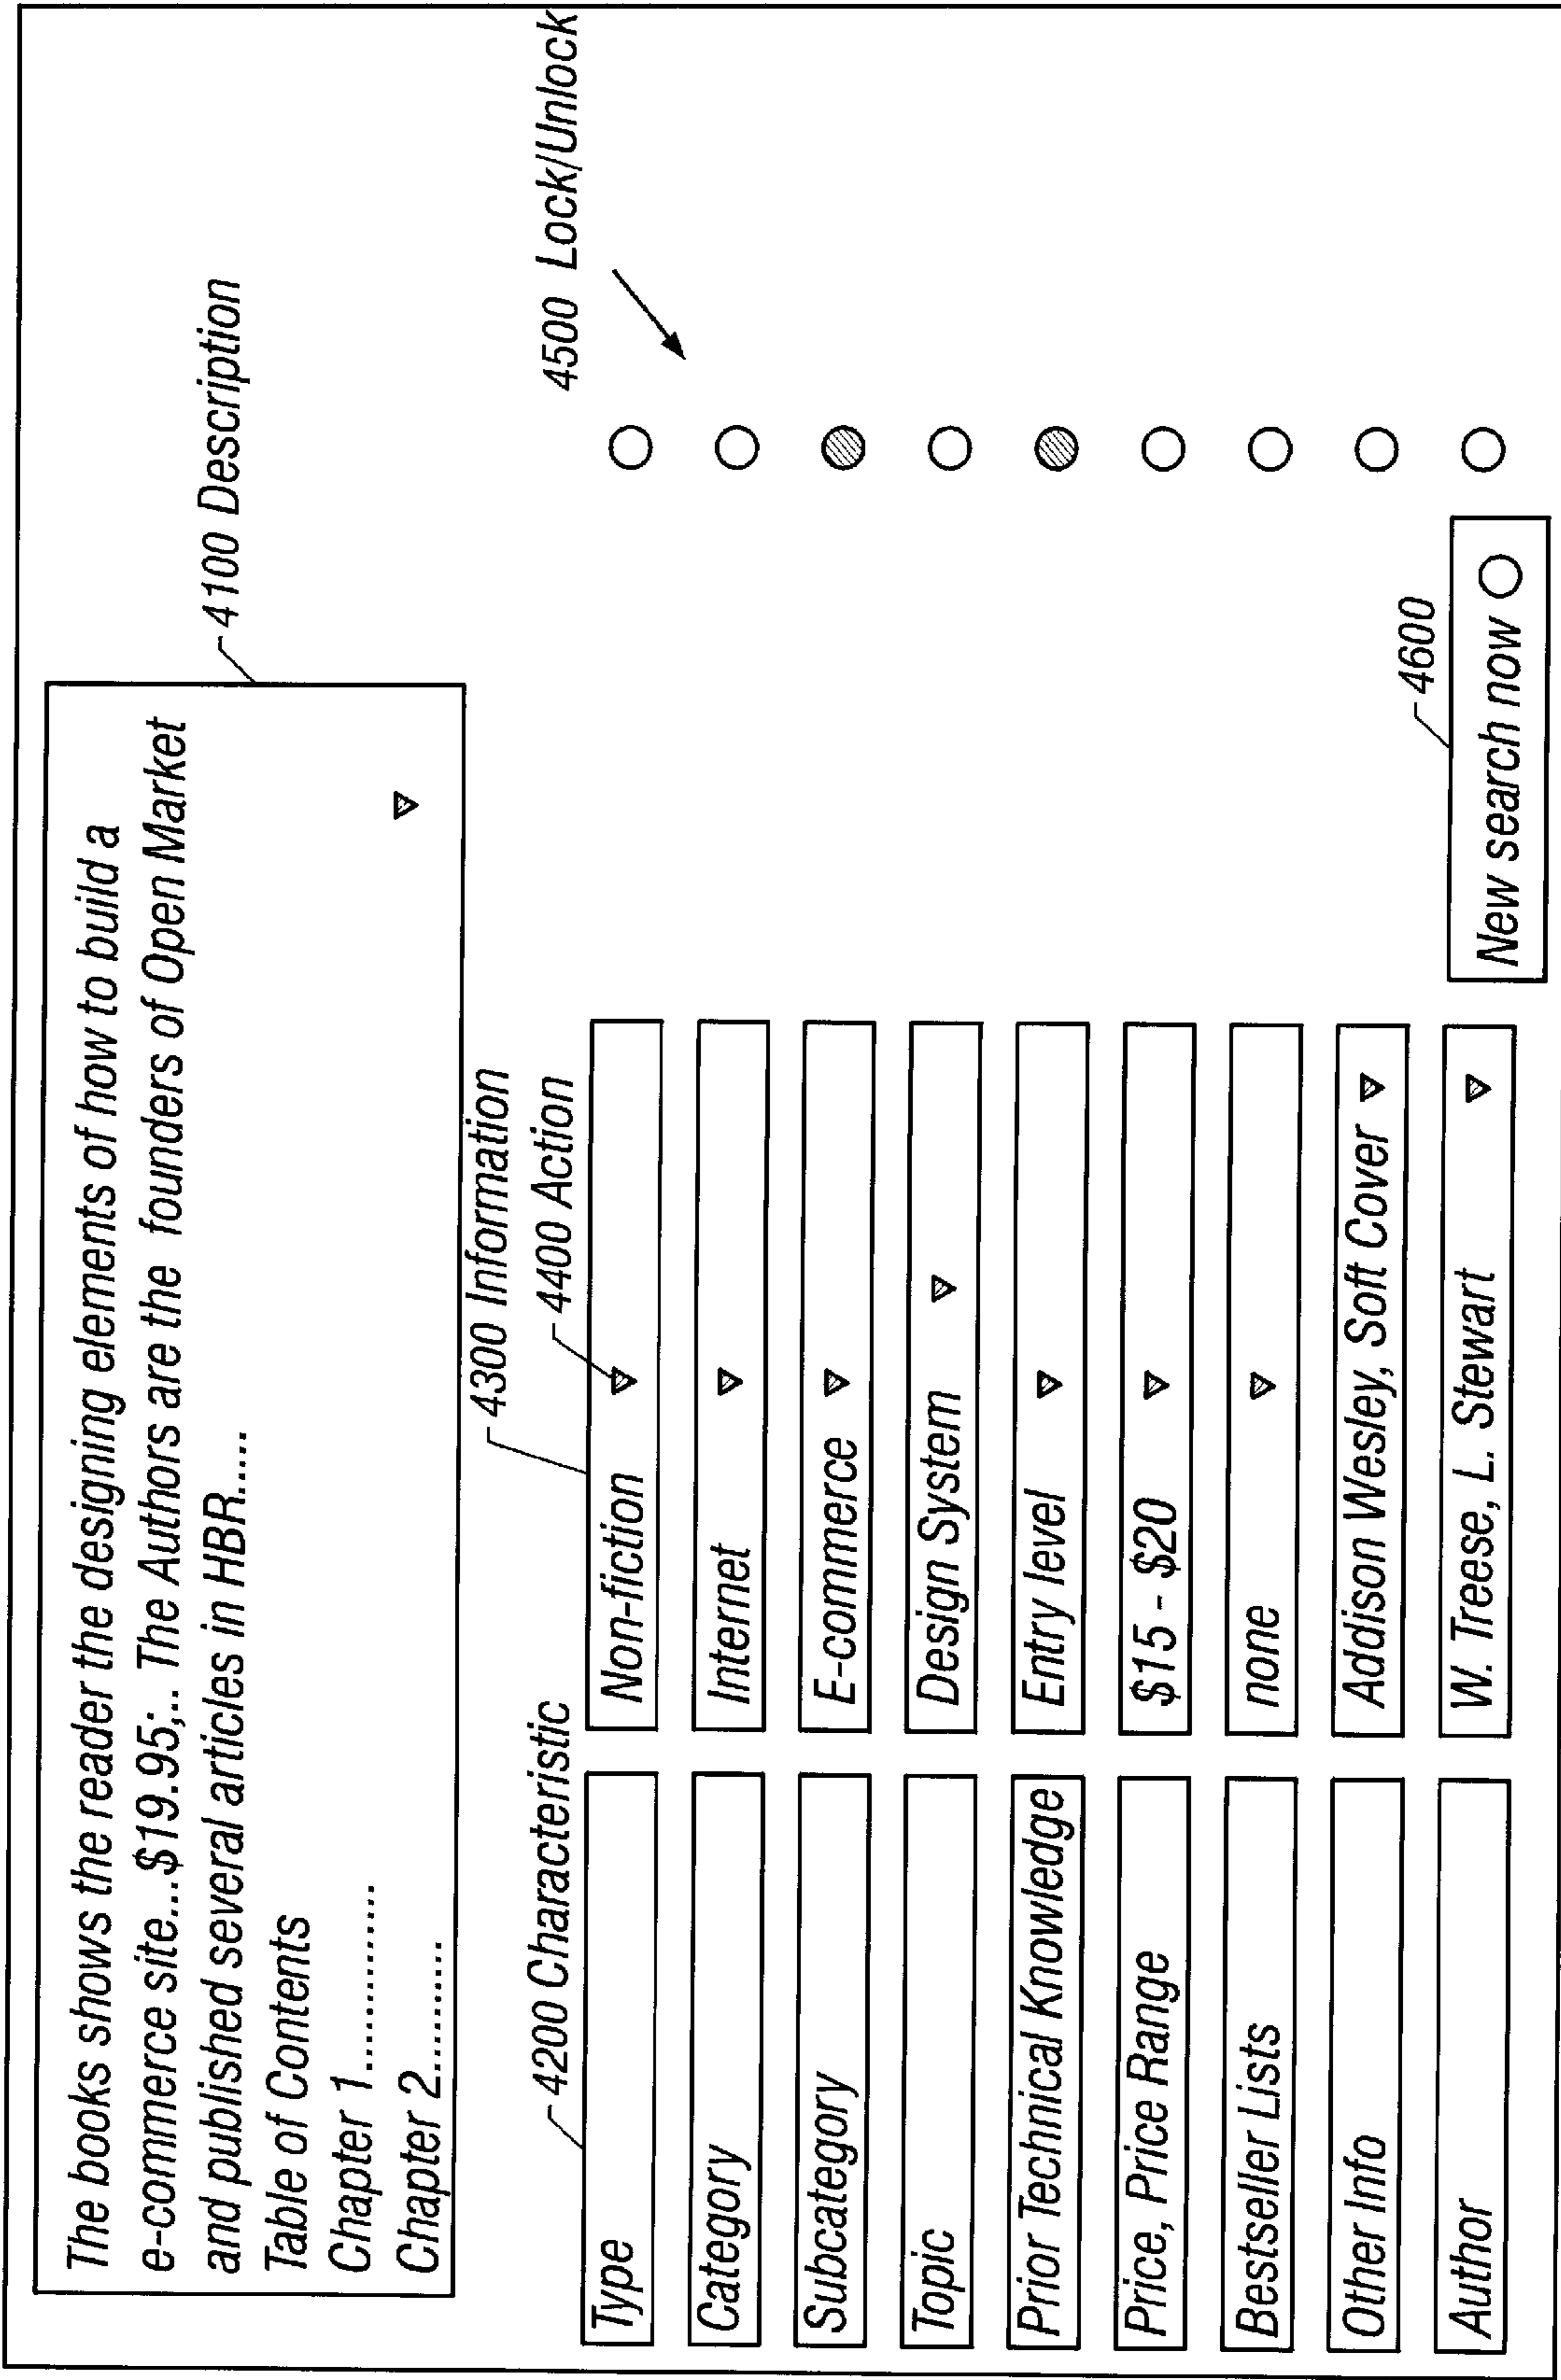 The books shows the reader the designing elements of how to build a
e-commerce site...$19.95;.. The Authors are the founders of Open Market
and published several articles in HBR....
Table of Contents
Chapter 1................
Chapter 2..........
4100 Description
4200 Characteristic
4300 Information
4400 Action
4500 Lock/Unlock
Type
Non-fiction
Category
Internet
Subcategory
E-commerce
Topic
Design System
Prior Technical Knowledge
Entry level
Price, Price Range
$15 - $20
Bestseller Lists
none
Other Info
Addison Wesley, Soft Cover
Author
W. Treese, L. Stewart
4600
New search now